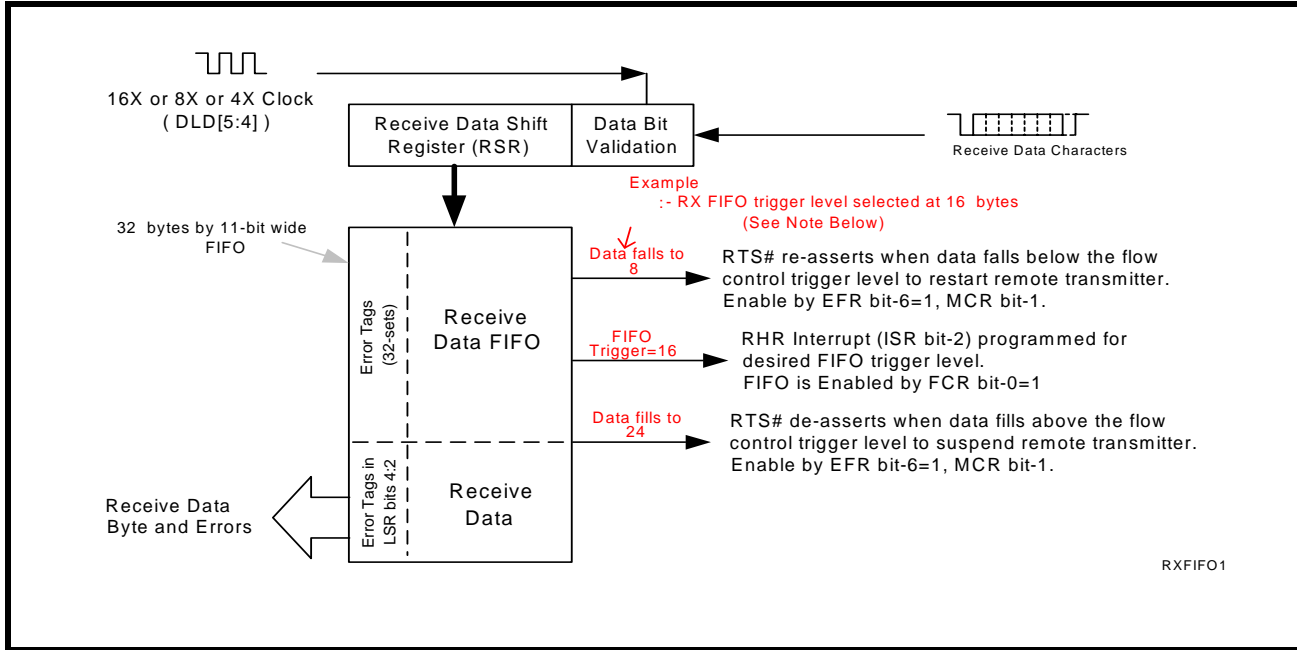 16X or 8X or 4X Clock
( DLD[5:4] )
Receive Data Shift
Register (RSR)
Data Bit
Validation
Receive Data Characters
Example
:- RX FIFO trigger level selected at 16 bytes
(See Note Below)
32 bytes by 11-bit wide
FIFO
Error Tags
(32-sets)
Receive
Data FIFO
Data falls to
8
RTS# re-asserts when data falls below the flow
control trigger level to restart remote transmitter.
Enable by EFR bit-6=1, MCR bit-1.
FIFO
Trigger=16
RHR Interrupt (ISR bit-2) programmed for
desired FIFO trigger level.
FIFO is Enabled by FCR bit-0=1
Data fills to
24
RTS# de-asserts when data fills above the flow
control trigger level to suspend remote transmitter.
Enable by EFR bit-6=1, MCR bit-1.
Error Tags in
LSR bits 4:2
Receive
Data
Receive Data
Byte and Errors
RXFIFO1